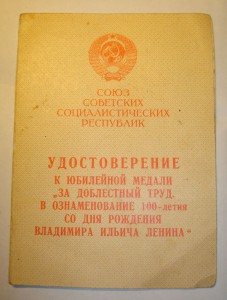 СОЮЗ
СОВЕТСКИХ
СОЦИАЛИСТИЧЕСКИХ
РЕСПУБЛИК
УДОСТОВЕРЕНИЕ
К ЮБИЛЕЙНОЙ МЕДАЛИ
„ЗА ДОБЛЕСТНЫЙ ТРУД.
В ОЗНАМЕНОВАНИЕ 100-летия
СО ДНЯ РОЖДЕНИЯ
ВЛАДИМИРА ИЛЬИЧА ЛЕНИНА"